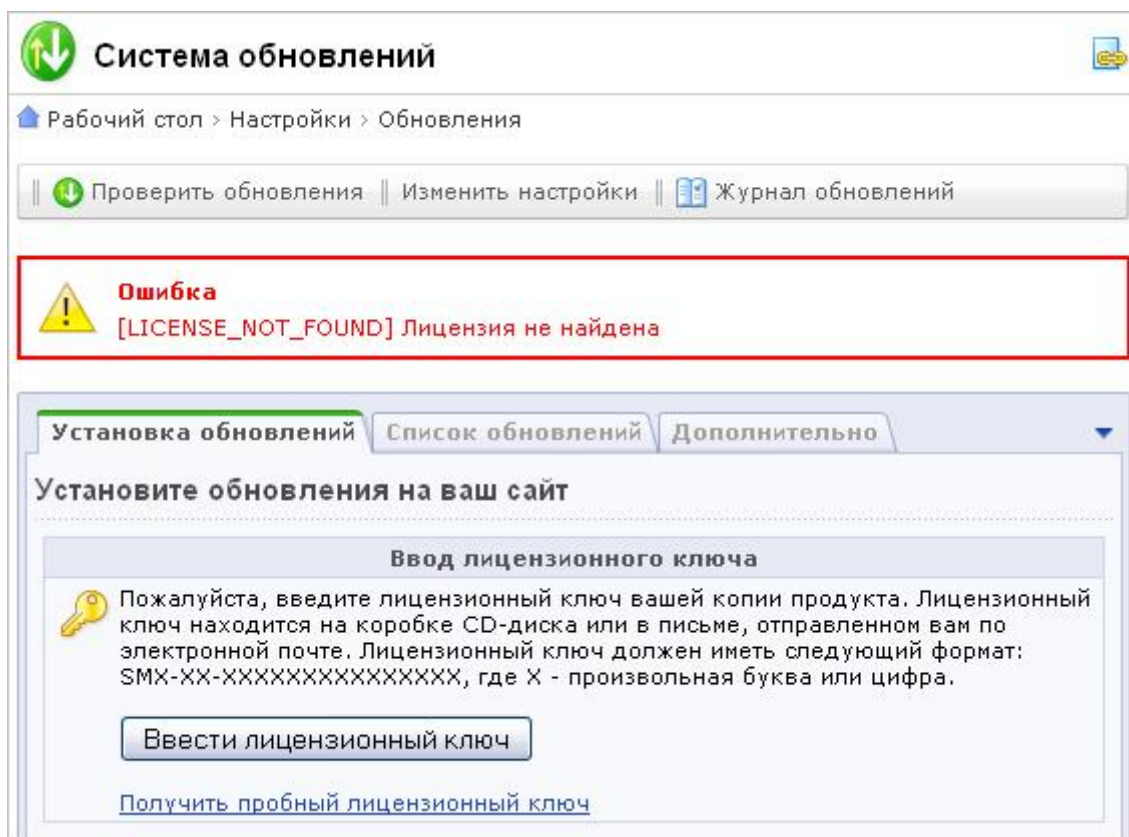 Система обновлений
Рабочий стол > Настройки > Обновления
Проверить обновления Изменить настройки Журнал обновлений
Ошибка
[LICENSE_NOT_FOUND] Лицензия не найдена
Установка обновлений Список обновлений Дополнительно
Установите обновления на ваш сайт
Ввод лицензионного ключа
Пожалуйста, введите лицензионный ключ вашей копии продукта. Лицензионный
ключ находится на коробке CD-диска или в письме, отправленном вам по
электронной почте. Лицензионный ключ должен иметь следующий формат:
SMX-XX-XXXXXXXXXXXXXXX, где X - произвольная буква или цифра.
Ввести лицензионный ключ
Получить пробный лицензионный ключ